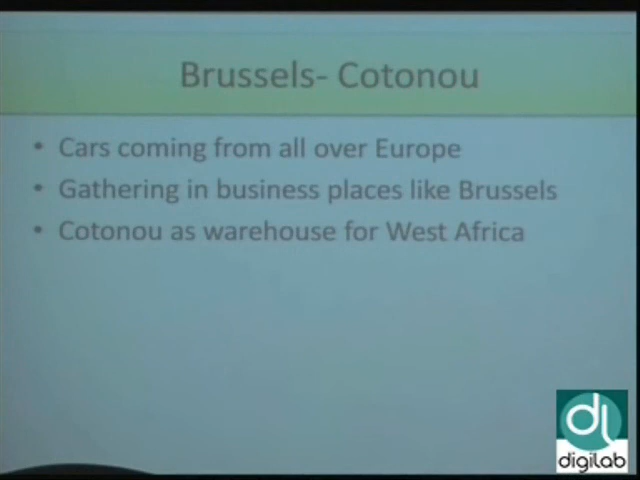 Brussels- Cotonou
• Cars coming from all over Europe
• Gathering in business places like Brussels
• Cotonou as warehouse for West Africa
dl
digilab